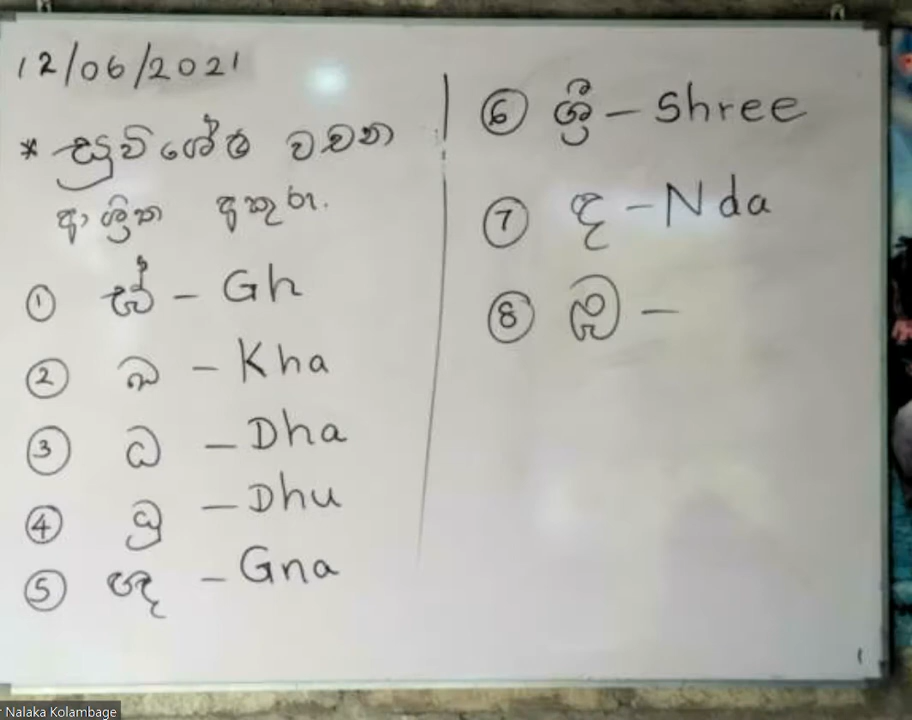 12/06/2021
* සුවිශේෂ වචන
ආශ්‍රිත අකුරු.
① ඝ් - Gh
② ඛ - Kha
③ ධ - Dha
④ ධු - Dhu
⑤ - Gna
⑥ ශ්‍රී - Shree
⑦ ඳ - Nda
⑧ ඹ -
Nalaka Kolambage